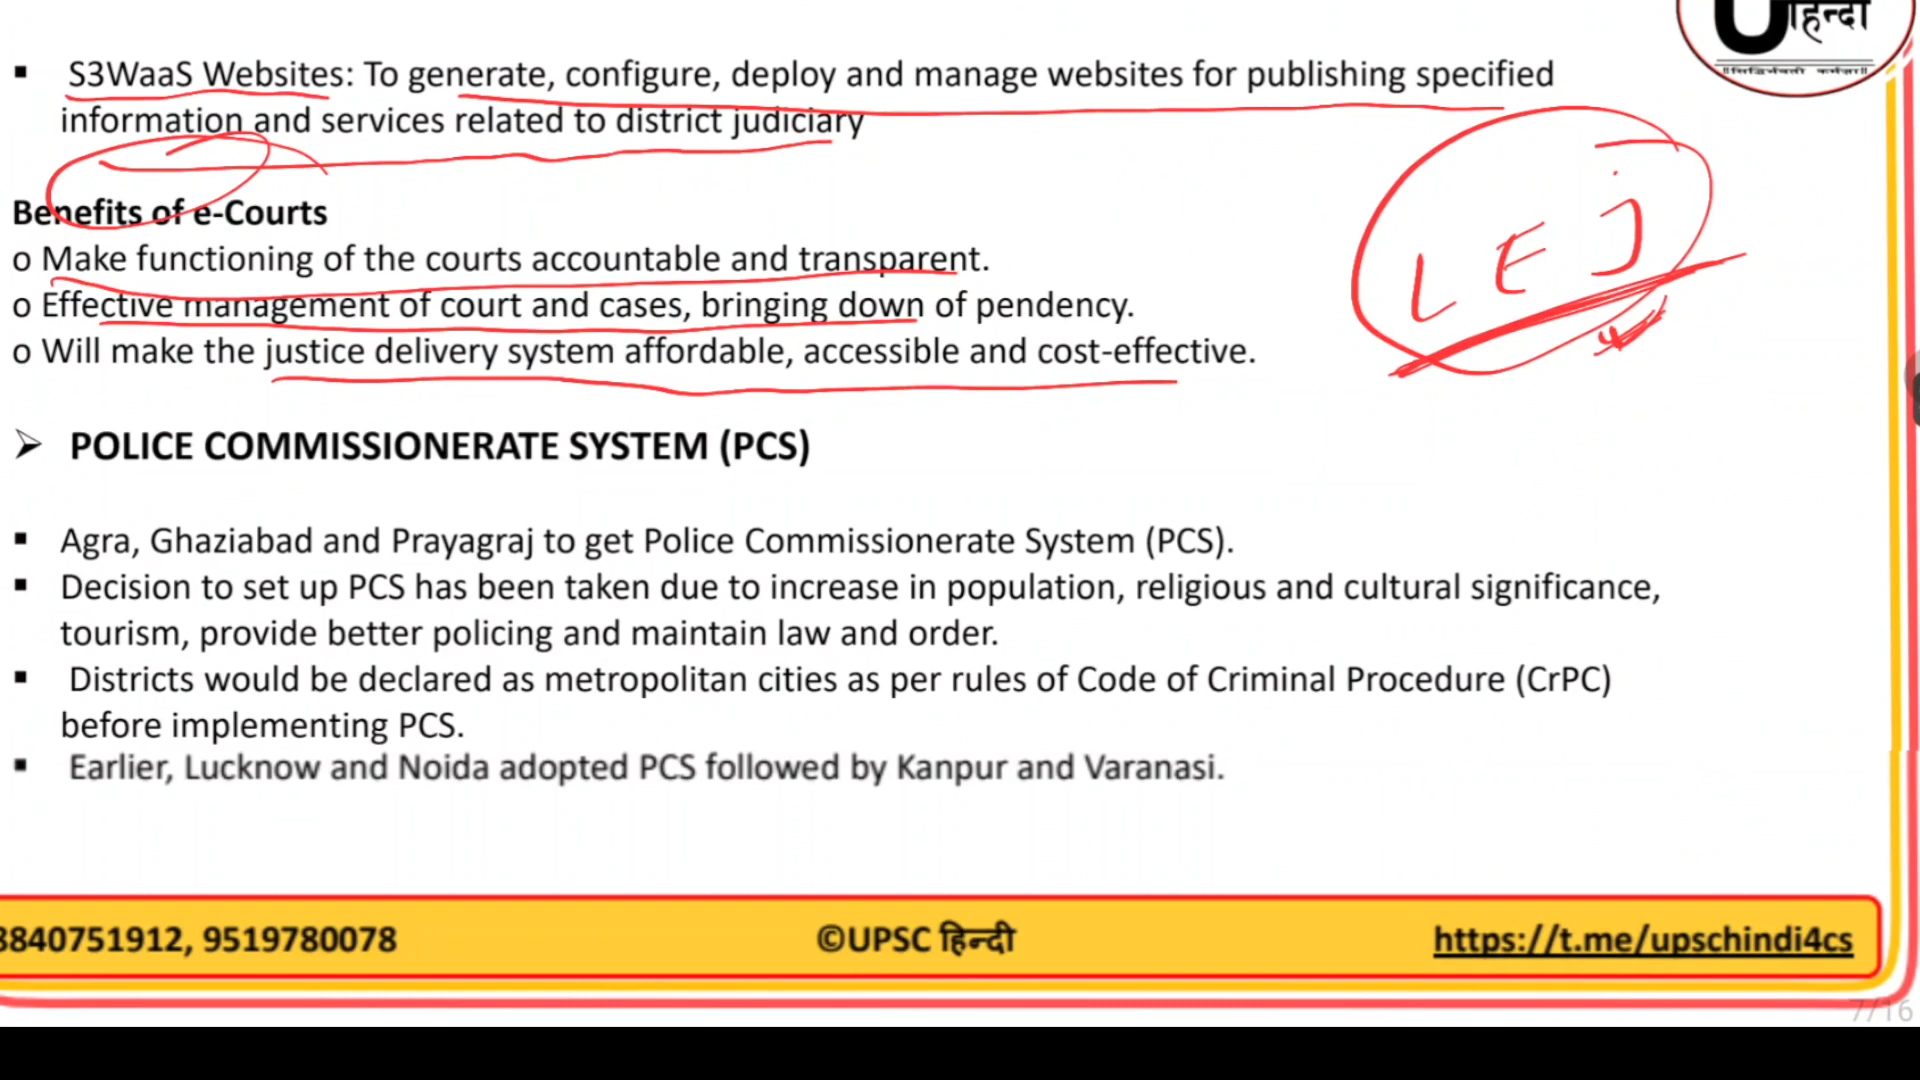 हिन्दी
▪ S3WaaS Websites: To generate, configure, deploy and manage websites for publishing specified
information and services related to district judiciary
L E J
Benefits of e-Courts
o Make functioning of the courts accountable and transparent.
o Effective management of court and cases, bringing down of pendency.
o Will make the justice delivery system affordable, accessible and cost-effective.
➢ POLICE COMMISSIONERATE SYSTEM (PCS)
▪ Agra, Ghaziabad and Prayagraj to get Police Commissionerate System (PCS).
▪ Decision to set up PCS has been taken due to increase in population, religious and cultural significance,
tourism, provide better policing and maintain law and order.
▪ Districts would be declared as metropolitan cities as per rules of Code of Criminal Procedure (CrPC)
before implementing PCS.
▪ Earlier, Lucknow and Noida adopted PCS followed by Kanpur and Varanasi.
8840751912, 9519780078 ©UPSC हिन्दी https://t.me/upschindi4cs
7/16